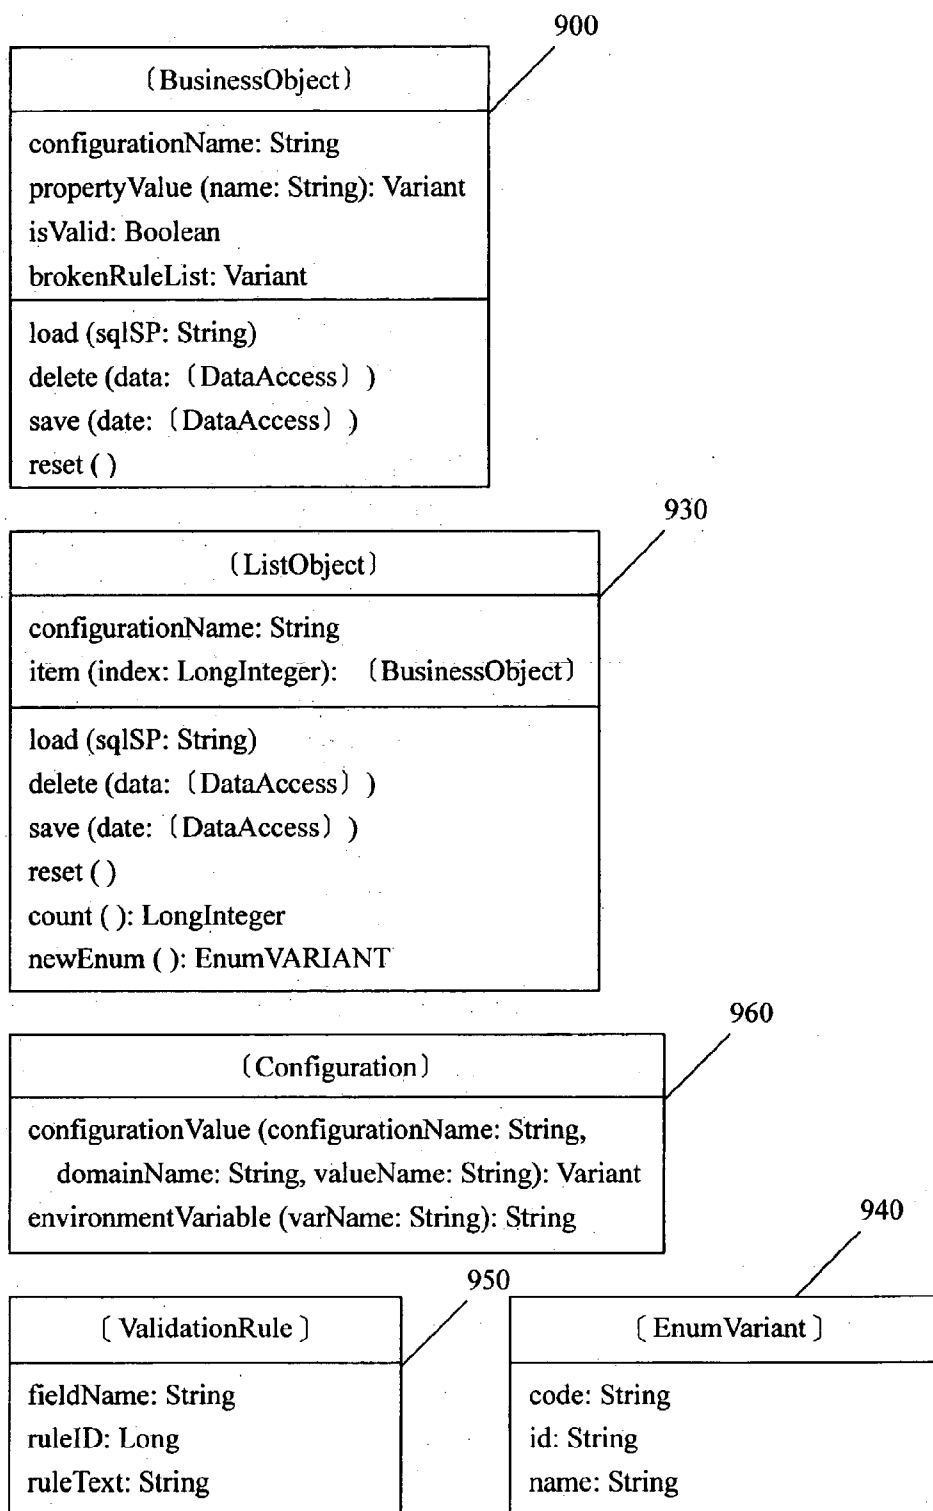 900
〔BusinessObject〕
configurationName: String
propertyValue (name: String): Variant
isValid: Boolean
brokenRuleList: Variant
load (sqlSP: String)
delete (data: 〔DataAccess〕)
save (date: 〔DataAccess〕)
reset ( )
930
〔ListObject〕
configurationName: String
item (index: LongInteger): 〔BusinessObject〕
load (sqlSP: String)
delete (data: 〔DataAccess〕)
save (date: 〔DataAccess〕)
reset ( )
count ( ): LongInteger
newEnum ( ): EnumVARIANT
960
〔Configuration〕
configurationValue (configurationName: String,
domainName: String, valueName: String): Variant
environmentVariable (varName: String): String
950
〔ValidationRule〕
fieldName: String
ruleID: Long
ruleText: String
940
〔EnumVariant〕
code: String
id: String
name: String